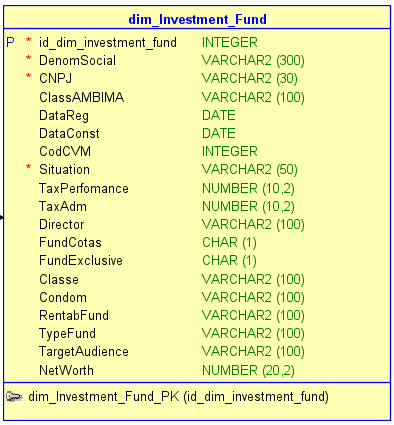 dim_Investment_Fund
P * id_dim_investment_fund INTEGER
* DenomSocial VARCHAR2 (300)
* CNPJ VARCHAR2 (30)
ClassAMBIMA VARCHAR2 (100)
DataReg DATE
DataConst DATE
CodCVM INTEGER
* Situation VARCHAR2 (50)
TaxPerfomance NUMBER (10,2)
TaxAdm NUMBER (10,2)
Director VARCHAR2 (100)
FundCotas CHAR (1)
FundExclusive CHAR (1)
Classe VARCHAR2 (100)
Condom VARCHAR2 (100)
RentabFund VARCHAR2 (100)
TypeFund VARCHAR2 (100)
TargetAudience VARCHAR2 (100)
NetWorth NUMBER (20,2)
dim_Investment_Fund_PK (id_dim_investment_fund)